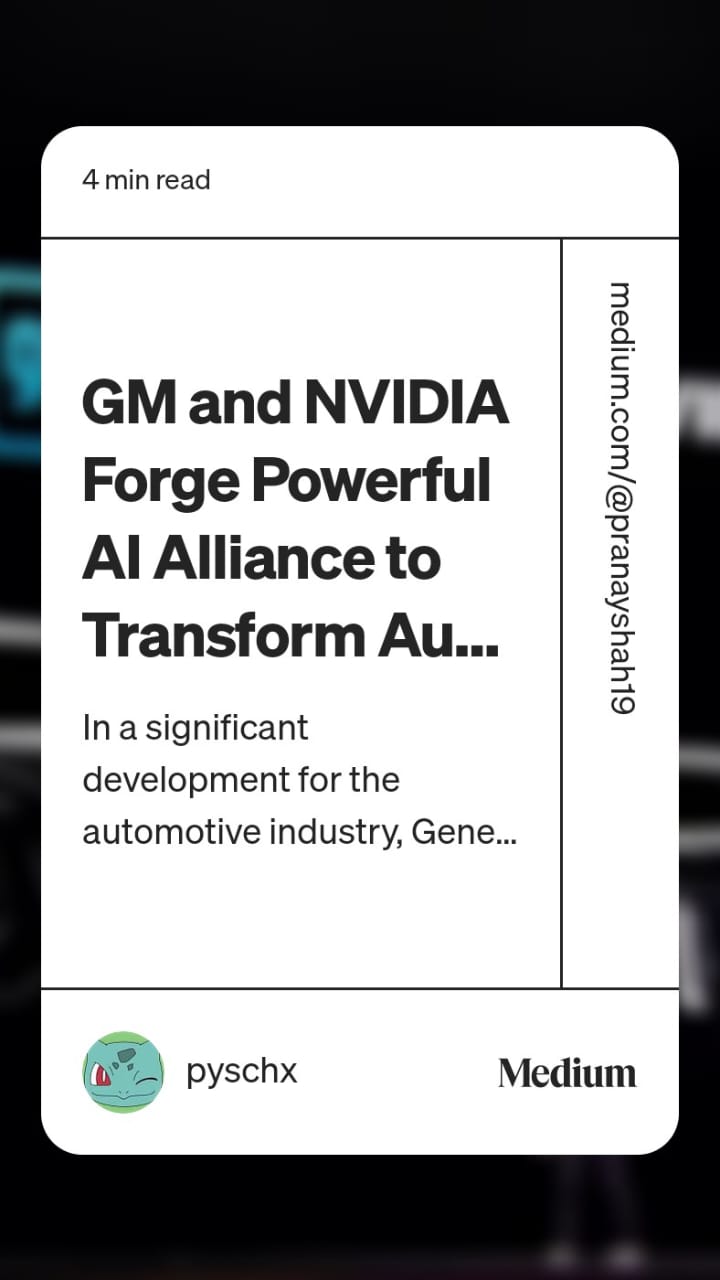 4 min read
GM and NVIDIA
Forge Powerful
AI Alliance to
Transform Au...
In a significant
development for the
automotive industry, Gene...
medium.com/@pranayshah19
pyschx
Medium